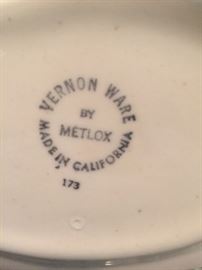 VERNON WARE
BY
METLOX
MADE IN CALIFORNIA
173